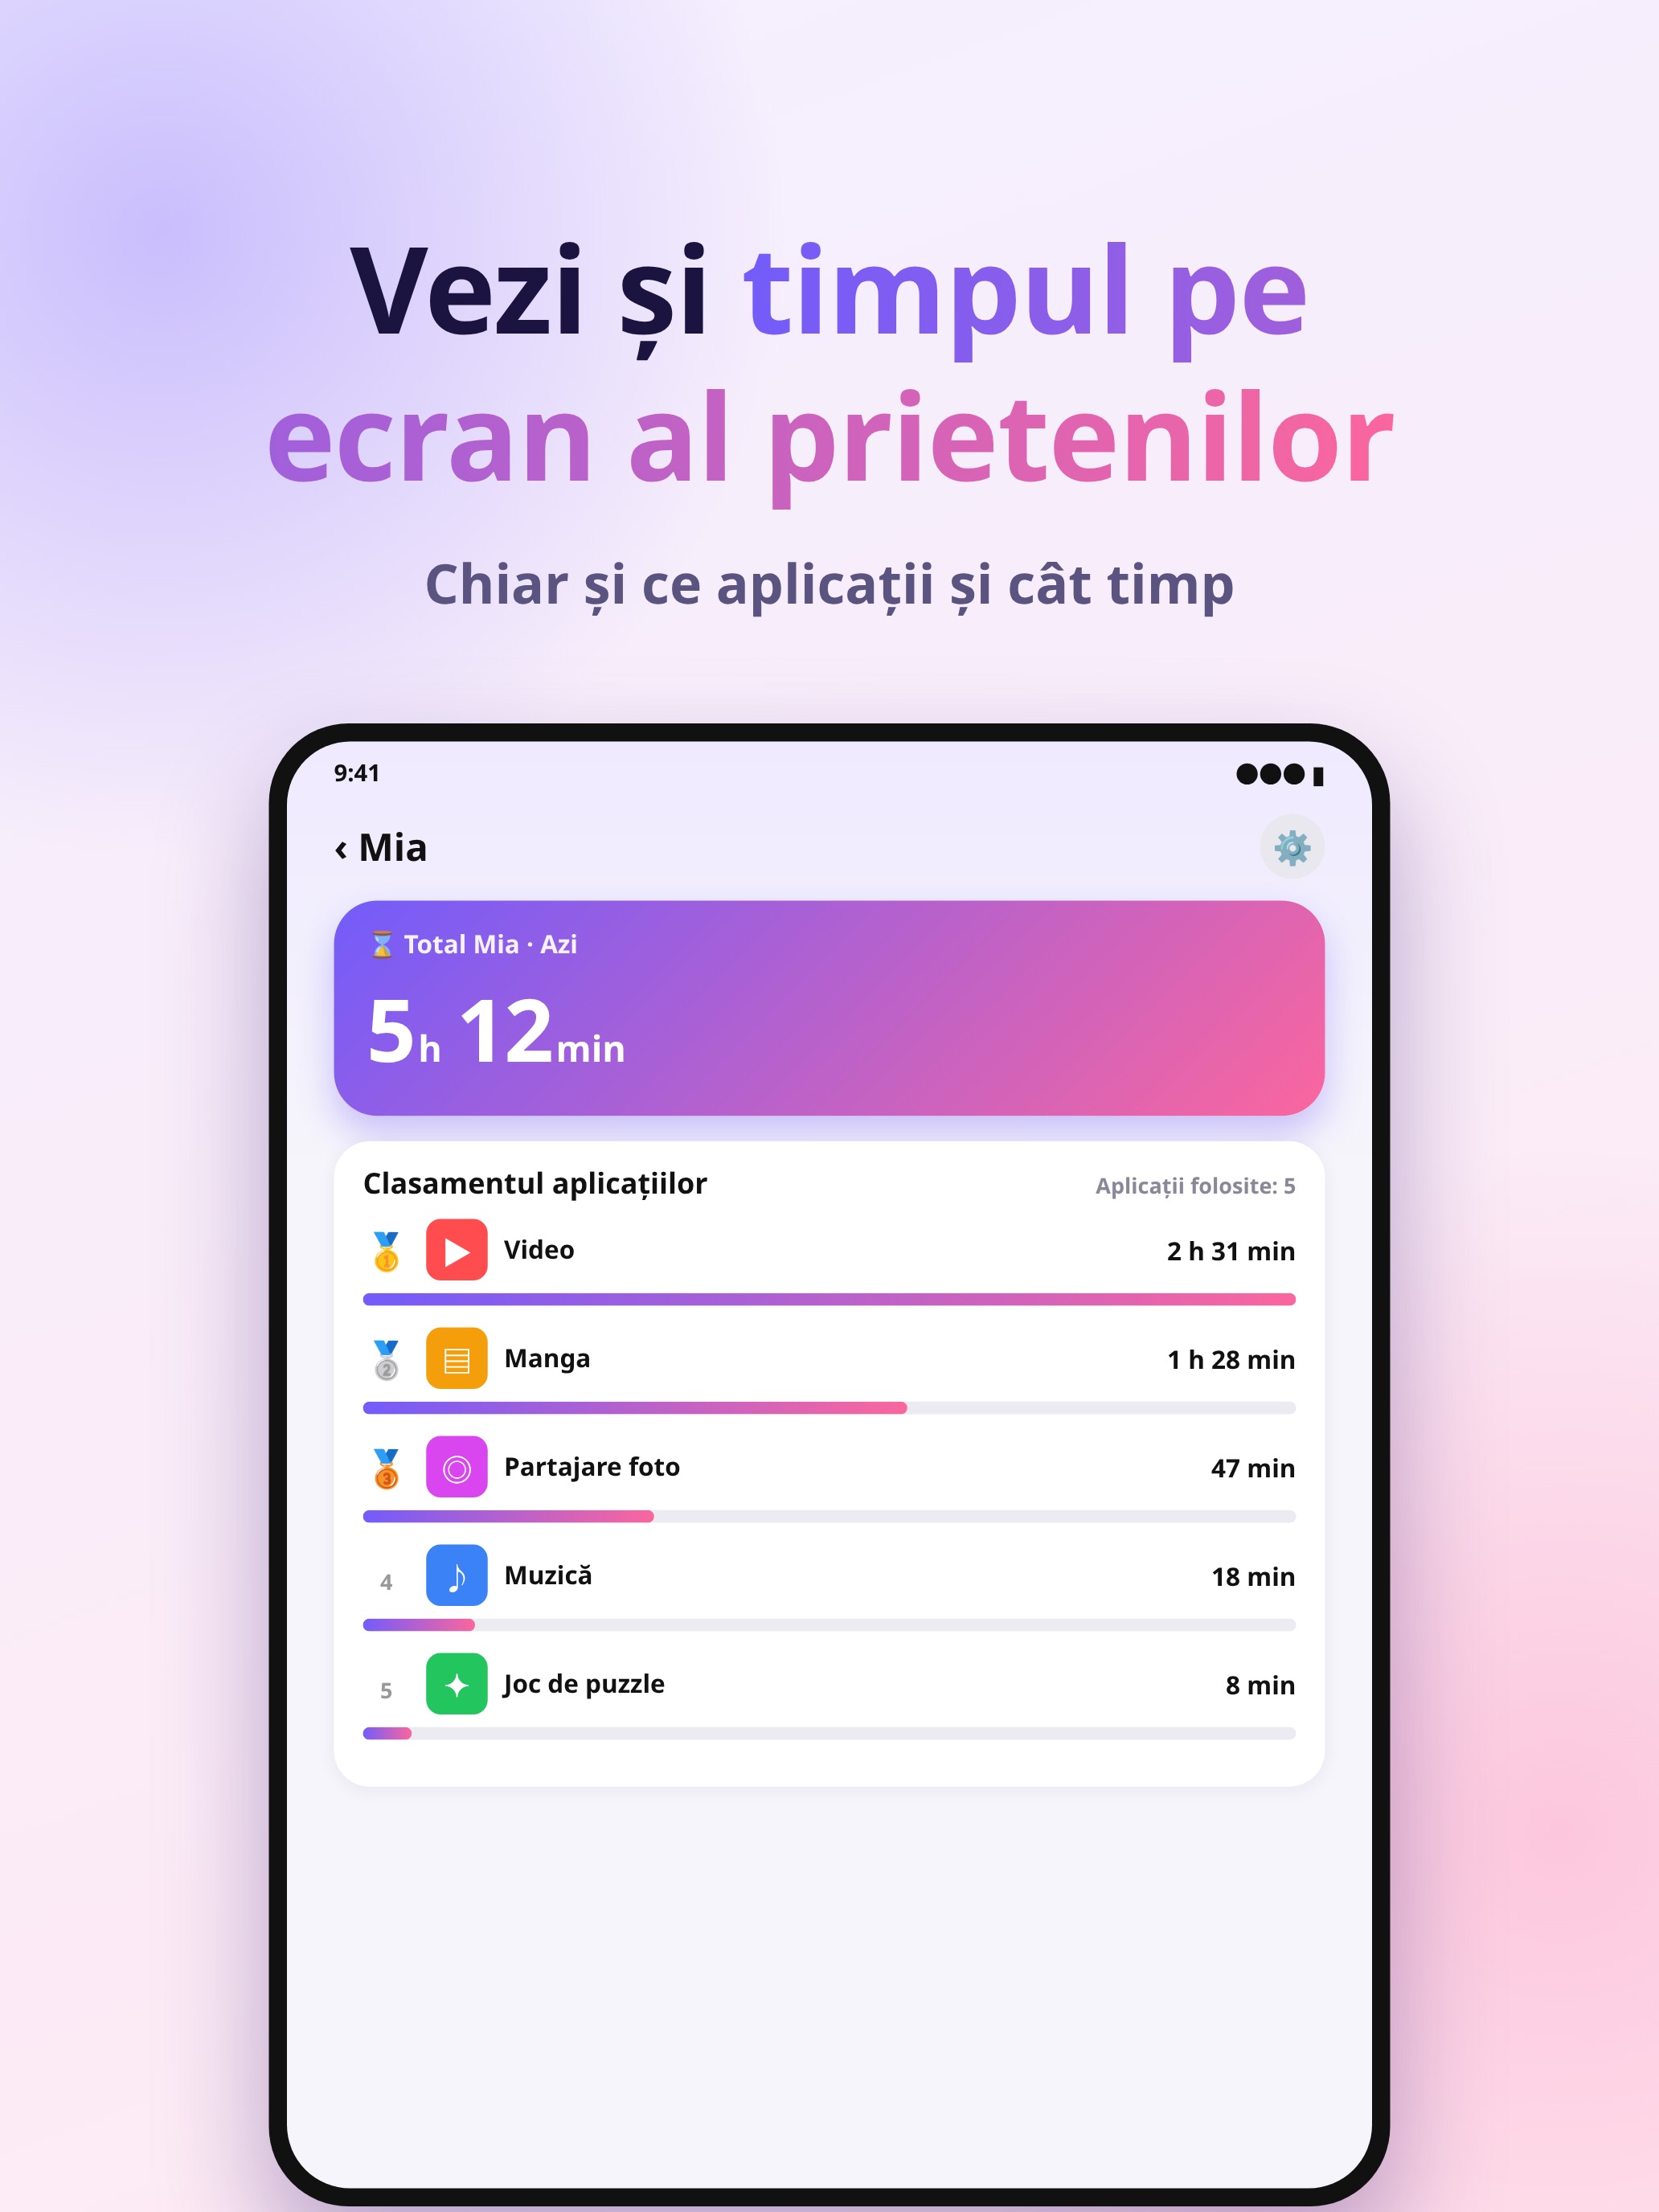 Vezi și timpul pe
ecran al prietenilor
Chiar și ce aplicații și cât timp
9:41
‹ Mia
⌛ Total Mia · Azi
5h 12min
Clasamentul aplicațiilor
Aplicații folosite: 5
Video
2 h 31 min
Manga
1 h 28 min
Partajare foto
47 min
4
Muzică
18 min
5
Joc de puzzle
8 min